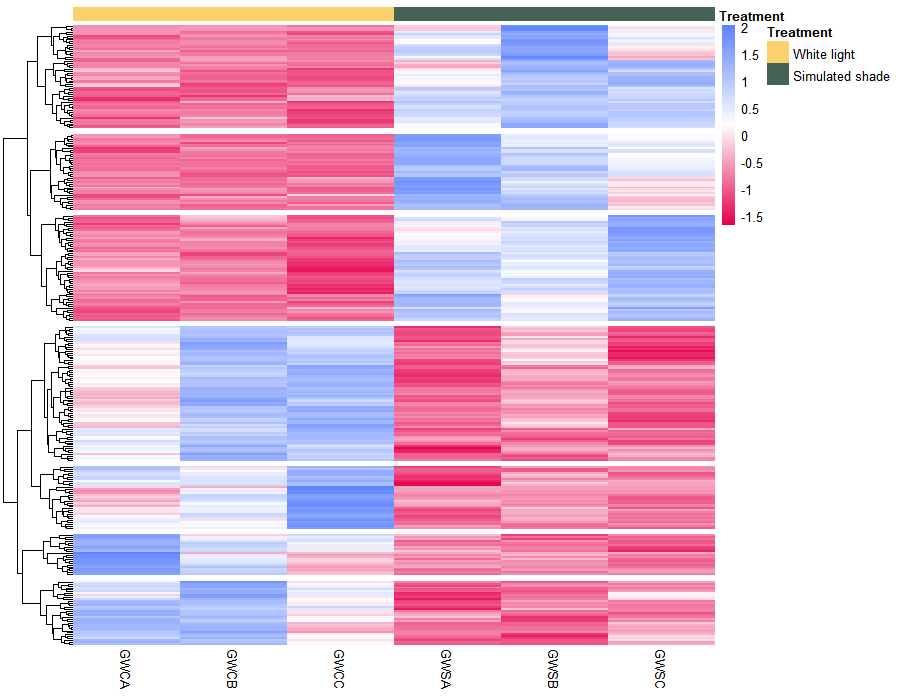 Treatment
2
1.5
1
0.5
0
-0.5
-1
-1.5
Treatment
White light
Simulated shade
GWCA
GWCB
GWCC
GWSA
GWSB
GWSC